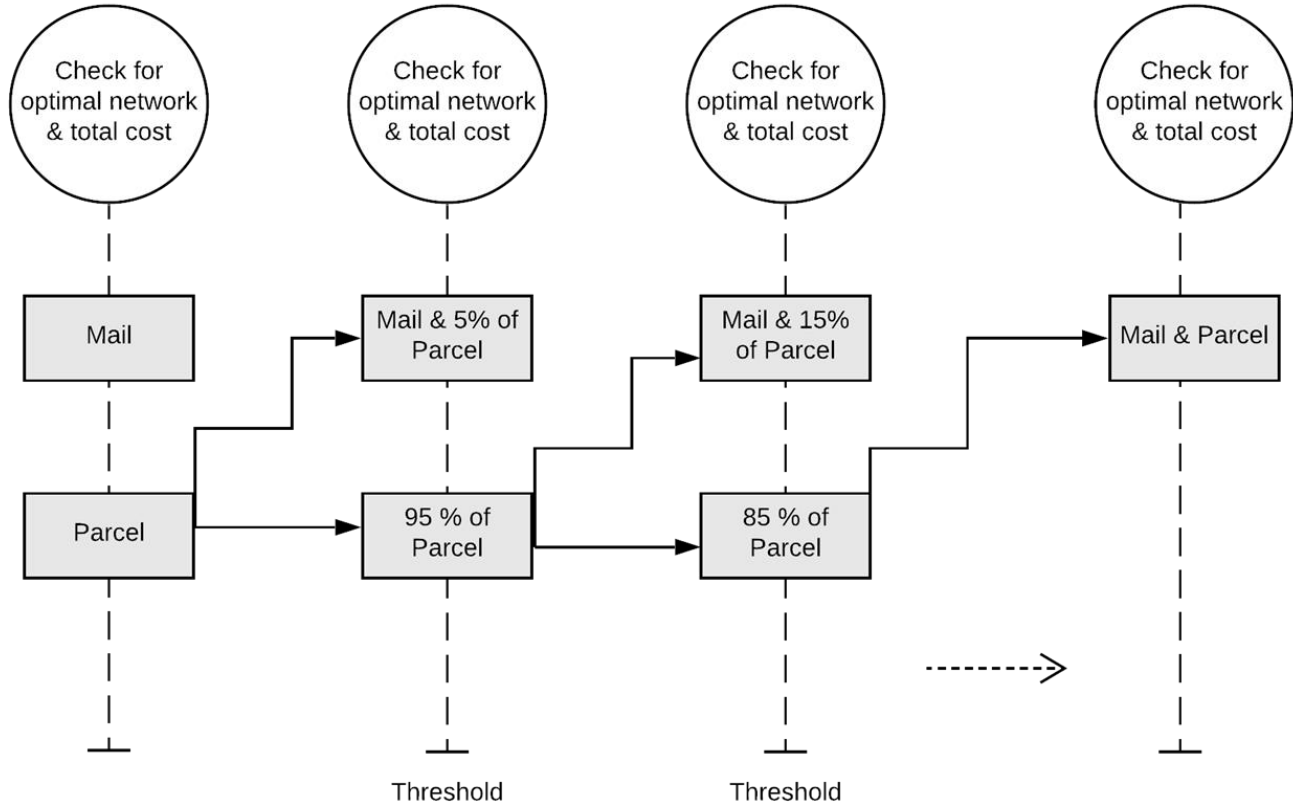 Check for
optimal network
& total cost
Check for
optimal network
& total cost
Check for
optimal network
& total cost
Check for
optimal network
& total cost
Mail
Mail & 5% of
Parcel
Mail & 15%
of Parcel
Mail & Parcel
Parcel
95 % of
Parcel
85 % of
Parcel
Threshold
Threshold